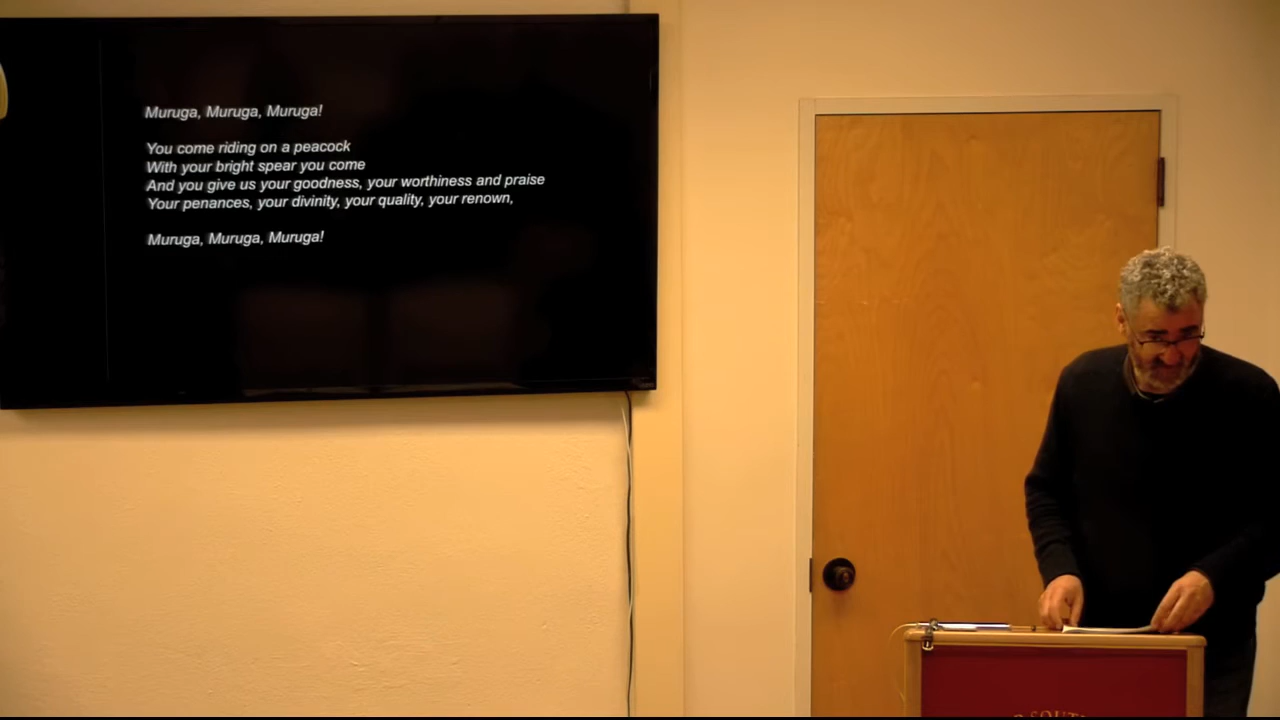 Muruga, Muruga, Muruga!
You come riding on a peacock
With your bright spear you come
And you give us your goodness, your worthiness and praise
Your penances, your divinity, your quality, your renown,
Muruga, Muruga, Muruga!